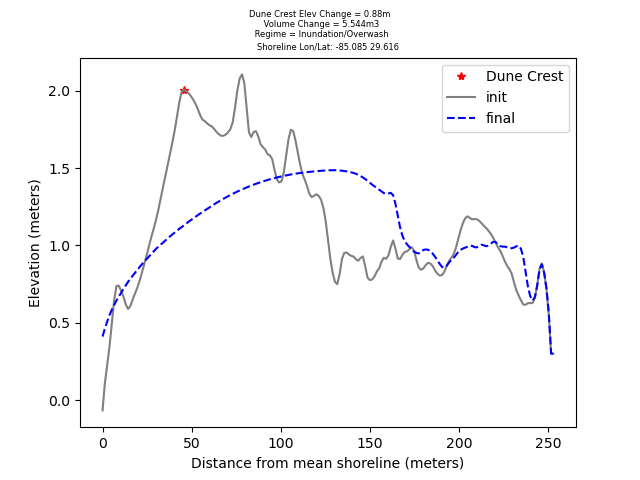 Dune Crest Elev Change = 0.88m
Volume Change = 5.544m3
Regime = Inundation/Overwash
Shoreline Lon/Lat: -85.085 29.616
Dune Crest
init
final
2.0
1.5
1.0
0.5
0.0
Elevation (meters)
0
50
100
150
200
250
Distance from mean shoreline (meters)